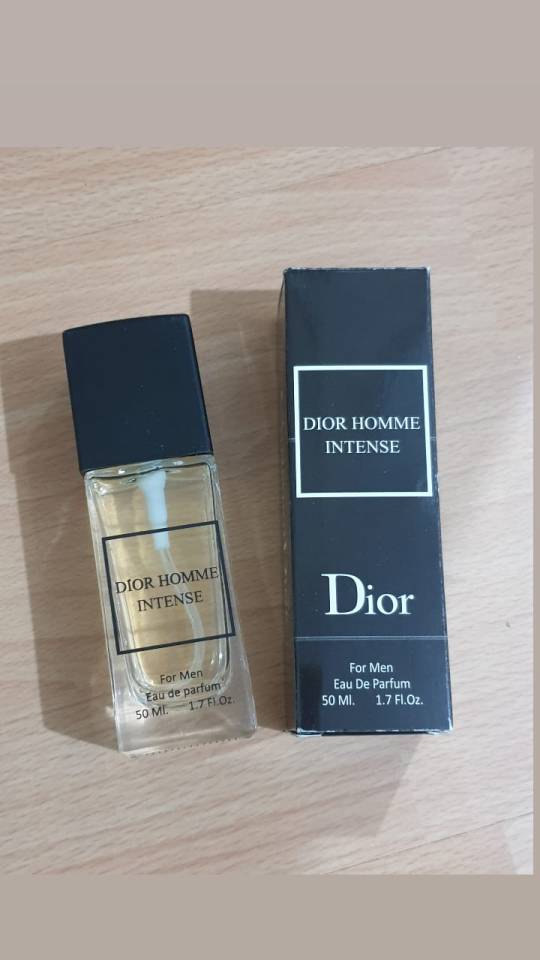 DIOR HOMME
INTENSE
For Men
Eau de parfum
50 Ml. 1.7 Fl.Oz.
DIOR HOMME
INTENSE
Dior
For Men
Eau De Parfum
50 Ml. 1.7 Fl.Oz.